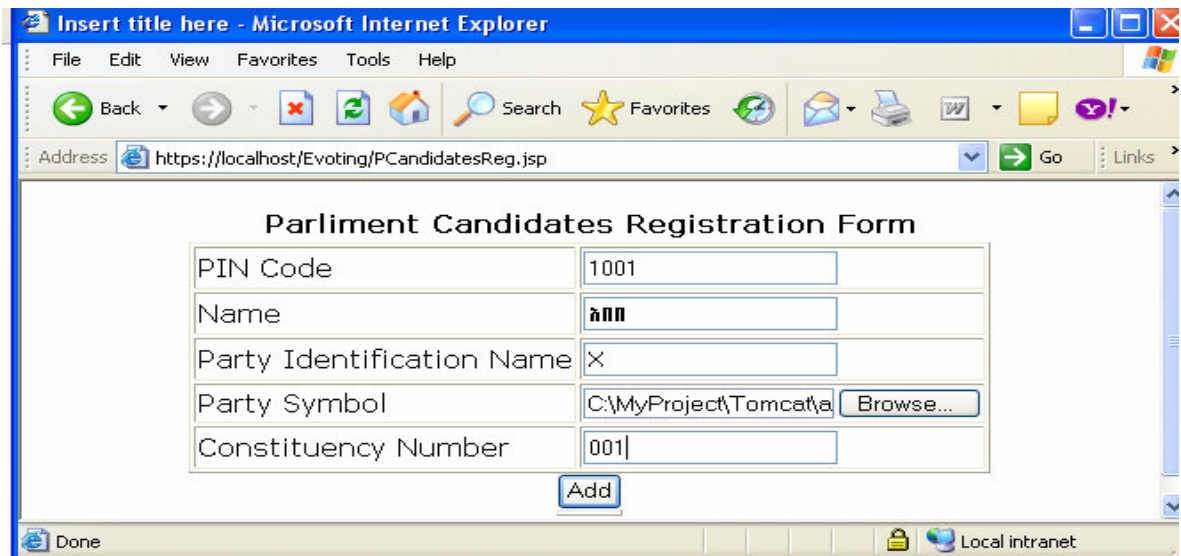 Insert title here - Microsoft Internet Explorer
File Edit View Favorites Tools Help
Back Search Favorites
Address https://localhost/Evoting/PCandidatesReg.jsp Go Links
Parliment Candidates Registration Form
PIN Code 1001
Name አበበ
Party Identification Name X
Party Symbol C:\MyProject\Tomcat\a Browse...
Constituency Number 001
Add
Done Local intranet